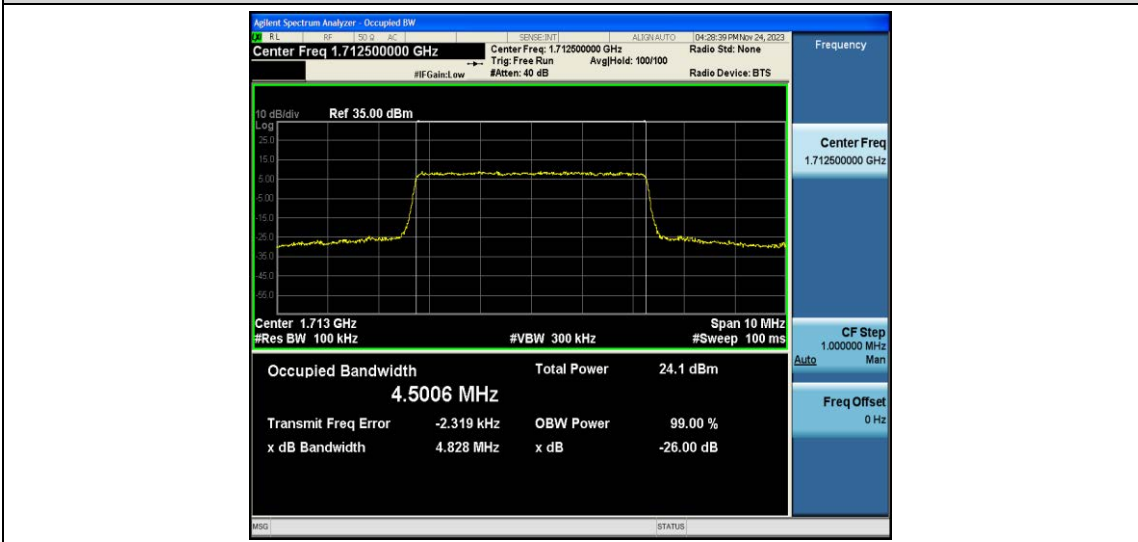 Agilent Spectrum Analyzer - Occupied BW
RL RF 50 Ω AC SENSE:INT ALIGNAUTO 04:28:39 PM Nov 24, 2023
Center Freq 1.712500000 GHz
Center Freq: 1.712500000 GHz
Radio Std: None
Trig: Free Run Avg|Hold: 100/100
#IFGain:Low #Atten: 40 dB Radio Device: BTS
Frequency
10 dB/div Ref 35.00 dBm
Log
25.0
15.0
5.00
-5.00
-15.0
-25.0
-35.0
-45.0
-55.0
Center 1.713 GHz Span 10 MHz
#Res BW 100 kHz #VBW 300 kHz #Sweep 100 ms
Occupied Bandwidth Total Power 24.1 dBm
4.5006 MHz
Transmit Freq Error -2.319 kHz OBW Power 99.00 %
x dB Bandwidth 4.828 MHz x dB -26.00 dB
Center Freq
1.712500000 GHz
CF Step
1.000000 MHz
Auto Man
Freq Offset
0 Hz
MSG STATUS